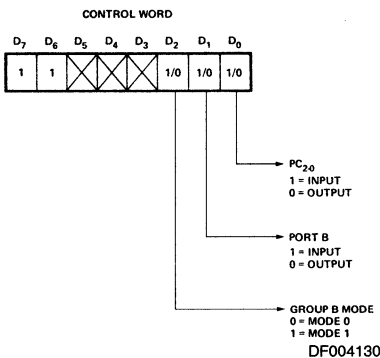 CONTROL WORD
D7 D6 D5 D4 D3 D2 D1 D0
1 1 1/0 1/0 1/0
PC2-0
1 = INPUT
0 = OUTPUT
PORT B
1 = INPUT
0 = OUTPUT
GROUP B MODE
0 = MODE 0
1 = MODE 1
DF004130